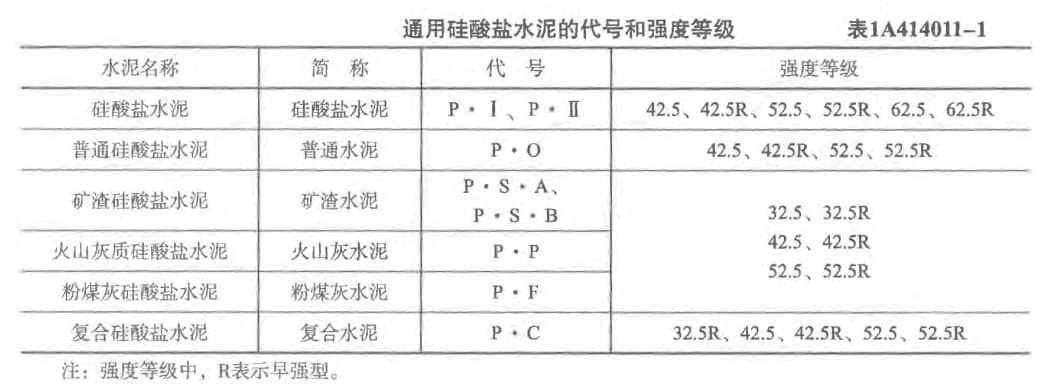 通用硅酸盐水泥的代号和强度等级 表1A414011-1
水泥名称 简 称 代 号 强度等级
硅酸盐水泥 硅酸盐水泥 P·Ⅰ、P·Ⅱ 42.5、42.5R、52.5、52.5R、62.5、62.5R
普通硅酸盐水泥 普通水泥 P·O 42.5、42.5R、52.5、52.5R
矿渣硅酸盐水泥 矿渣水泥 P·S·A、
P·S·B
32.5、32.5R
42.5、42.5R
52.5、52.5R
火山灰质硅酸盐水泥 火山灰水泥 P·P
粉煤灰硅酸盐水泥 粉煤灰水泥 P·F
复合硅酸盐水泥 复合水泥 P·C 32.5R、42.5、42.5R、52.5、52.5R
注：强度等级中，R表示早强型。